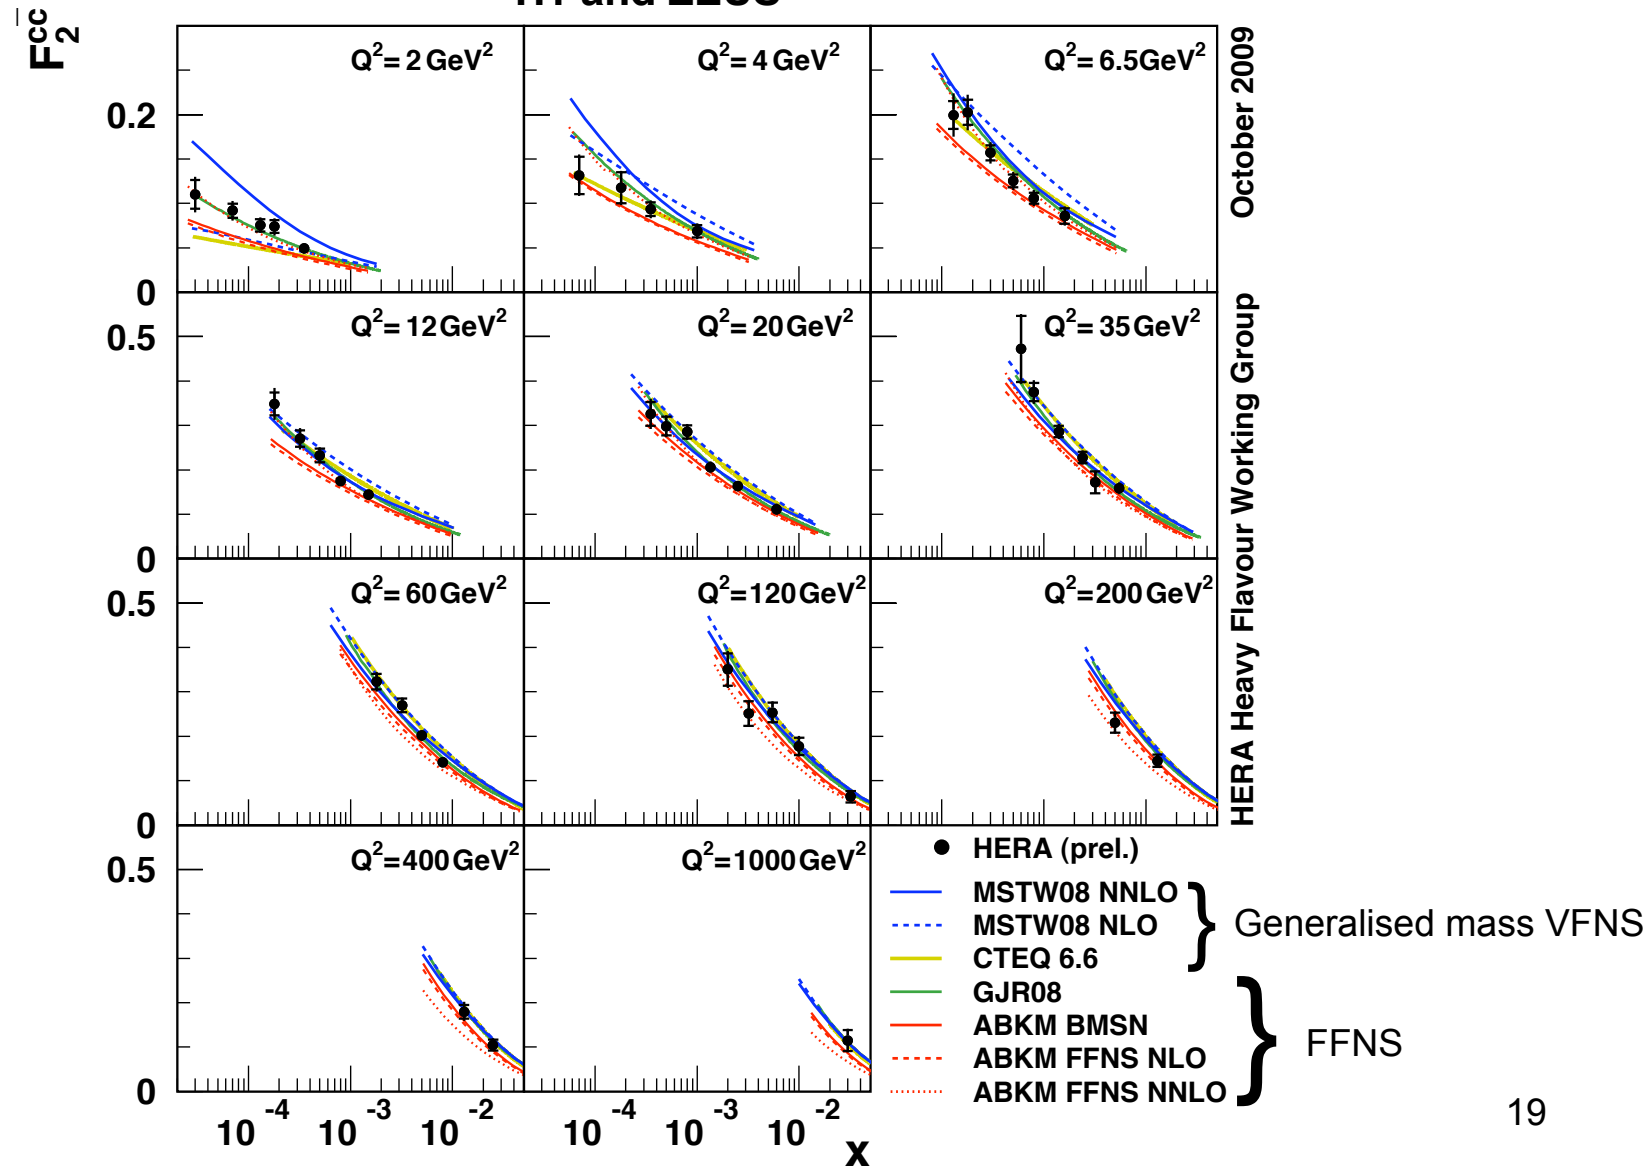 H1 and ZEUS
F2cc̄
Q²= 2 GeV²
Q²= 4 GeV²
Q²= 6.5GeV²
0.2
0
Q²= 12 GeV²
Q²= 20 GeV²
Q²= 35 GeV²
0.5
0
Q²= 60 GeV²
Q²=120 GeV²
Q²=200 GeV²
0.5
0
Q²=400 GeV²
Q²=1000 GeV²
0.5
0
10⁻⁴ 10⁻³ 10⁻² 10⁻⁴ 10⁻³ 10⁻²
x
HERA Heavy Flavour Working Group October 2009
HERA (prel.)
MSTW08 NNLO
MSTW08 NLO
CTEQ 6.6
GJR08
ABKM BMSN
ABKM FFNS NLO
ABKM FFNS NNLO
} Generalised mass VFNS
} FFNS
19